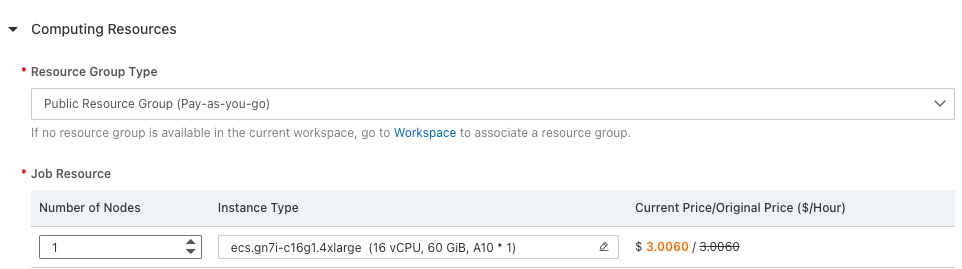 Computing Resources
* Resource Group Type
Public Resource Group (Pay-as-you-go)
If no resource group is available in the current workspace, go to Workspace to associate a resource group.
* Job Resource
Number of Nodes Instance Type Current Price/Original Price ($/Hour)
1 ecs.gn7i-c16g1.4xlarge (16 vCPU, 60 GiB, A10 * 1) $ 3.0060 / 3.0060